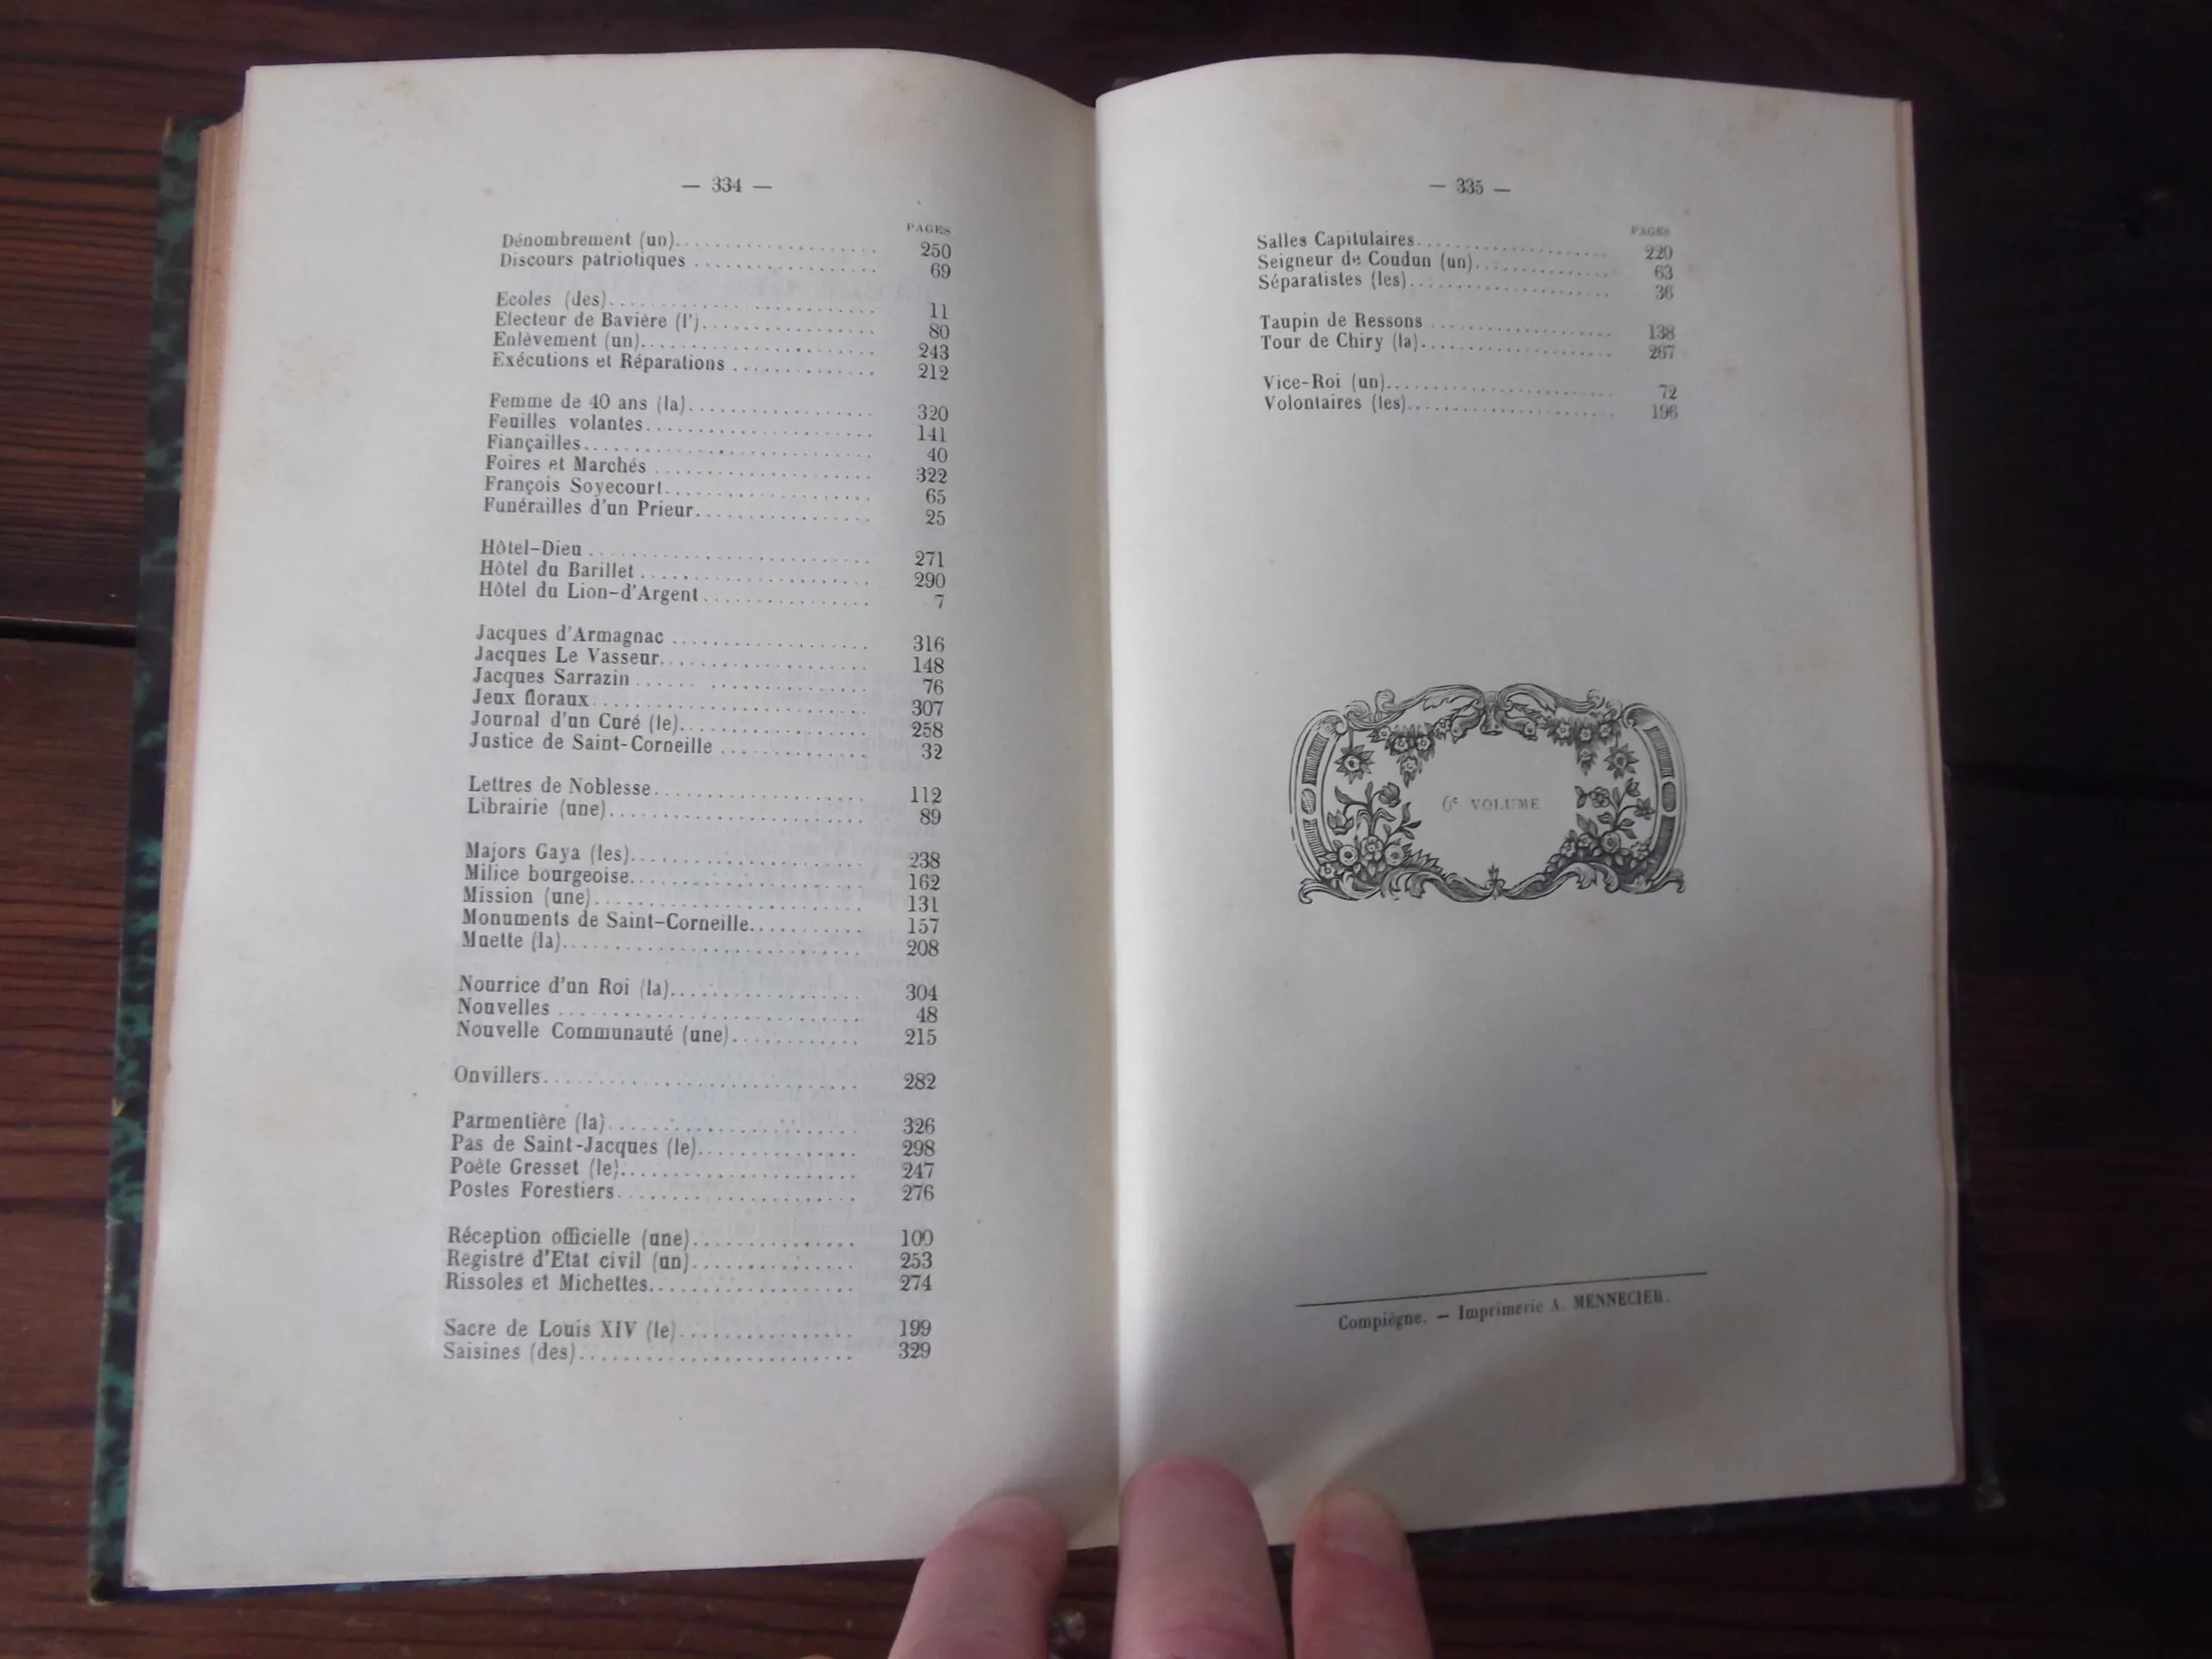 — 334 —
PAGES
Dénombrement (un).................... 250
Discours patriotiques .................. 69
Ecoles (des)......................... 11
Electeur de Bavière (l').................. 80
Enlèvement (un)........................ 243
Exécutions et Réparations .............. 212
Femme de 40 ans (la).................. 320
Feuilles volantes....................... 141
Fiançailles............................. 40
Foires et Marchés ..................... 322
François Soyecourt.................... 65
Funérailles d'un Prieur................. 25
Hôtel-Dieu ............................ 271
Hôtel du Barillet ...................... 290
Hôtel du Lion-d'Argent................ 7
Jacques d'Armagnac .................. 316
Jacques Le Vasseur.................... 148
Jacques Sarrazin ...................... 76
Jeux floraux........................... 307
Journal d'un Curé (le).................. 258
Justice de Saint-Corneille .............. 32
Lettres de Noblesse.................... 112
Librairie (une)......................... 89
Majors Gaya (les)...................... 238
Milice bourgeoise...................... 162
Mission (une).......................... 131
Monuments de Saint-Corneille........... 157
Muette (la)............................ 208
Nourrice d'un Roi (la).................. 304
Nouvelles ............................ 48
Nouvelle Communauté (une)............ 215
Onvillers.............................. 282
Parmentière (la)....................... 326
Pas de Saint-Jacques (le).............. 298
Poète Gresset (le)..................... 247
Postes Forestiers...................... 276
Réception officielle (une)............... 100
Registre d'Etat civil (un)............... 253
Rissoles et Michettes................... 274
Sacre de Louis XIV (le)................ 199
Saisines (des)......................... 329
— 335 —
PAGES
Salles Capitulaires..................... 220
Seigneur de Coudun (un)............... 63
Séparatistes (les)...................... 36
Taupin de Ressons .................... 138
Tour de Chiry (la)..................... 267
Vice-Roi (un)......................... 72
Volontaires (les)....................... 196
6e VOLUME
Compiègne. — Imprimerie A. MENNECIER.